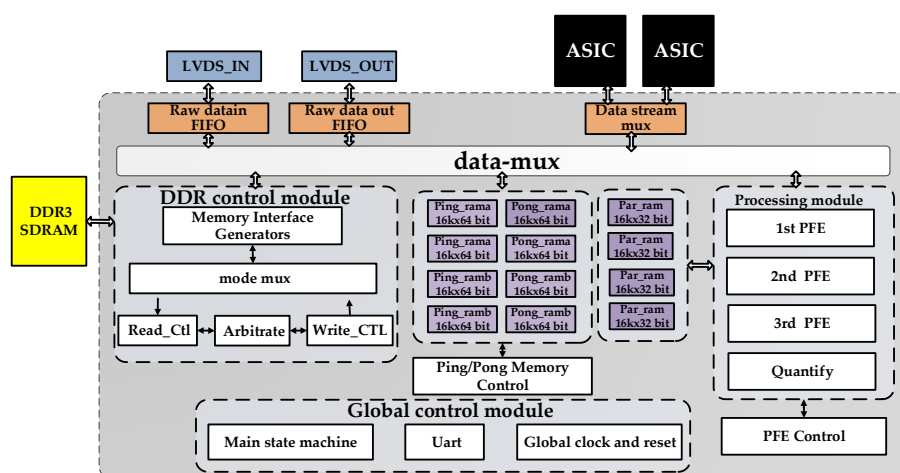 LVDS_IN
LVDS_OUT
ASIC
ASIC
Raw datain
FIFO
Raw data out
FIFO
Data stream
mux
data-mux
DDR3
SDRAM
DDR control module
Memory Interface
Generators
mode mux
Read_Ctl
Arbitrate
Write_CTL
Ping_rama
16kx64 bit
Pong_rama
16kx64 bit
Ping_rama
16kx64 bit
Pong_rama
16kx64 bit
Ping_ramb
16kx64 bit
Pong_ramb
16kx64 bit
Ping_ramb
16kx64 bit
Pong_ramb
16kx64 bit
Ping/Pong Memory
Control
Par_ram
16kx32 bit
Par_ram
16kx32 bit
Par_ram
16kx32 bit
Par_ram
16kx32 bit
Processing module
1st PFE
2nd PFE
3rd PFE
Quantify
PFE Control
Global control module
Main state machine
Uart
Global clock and reset